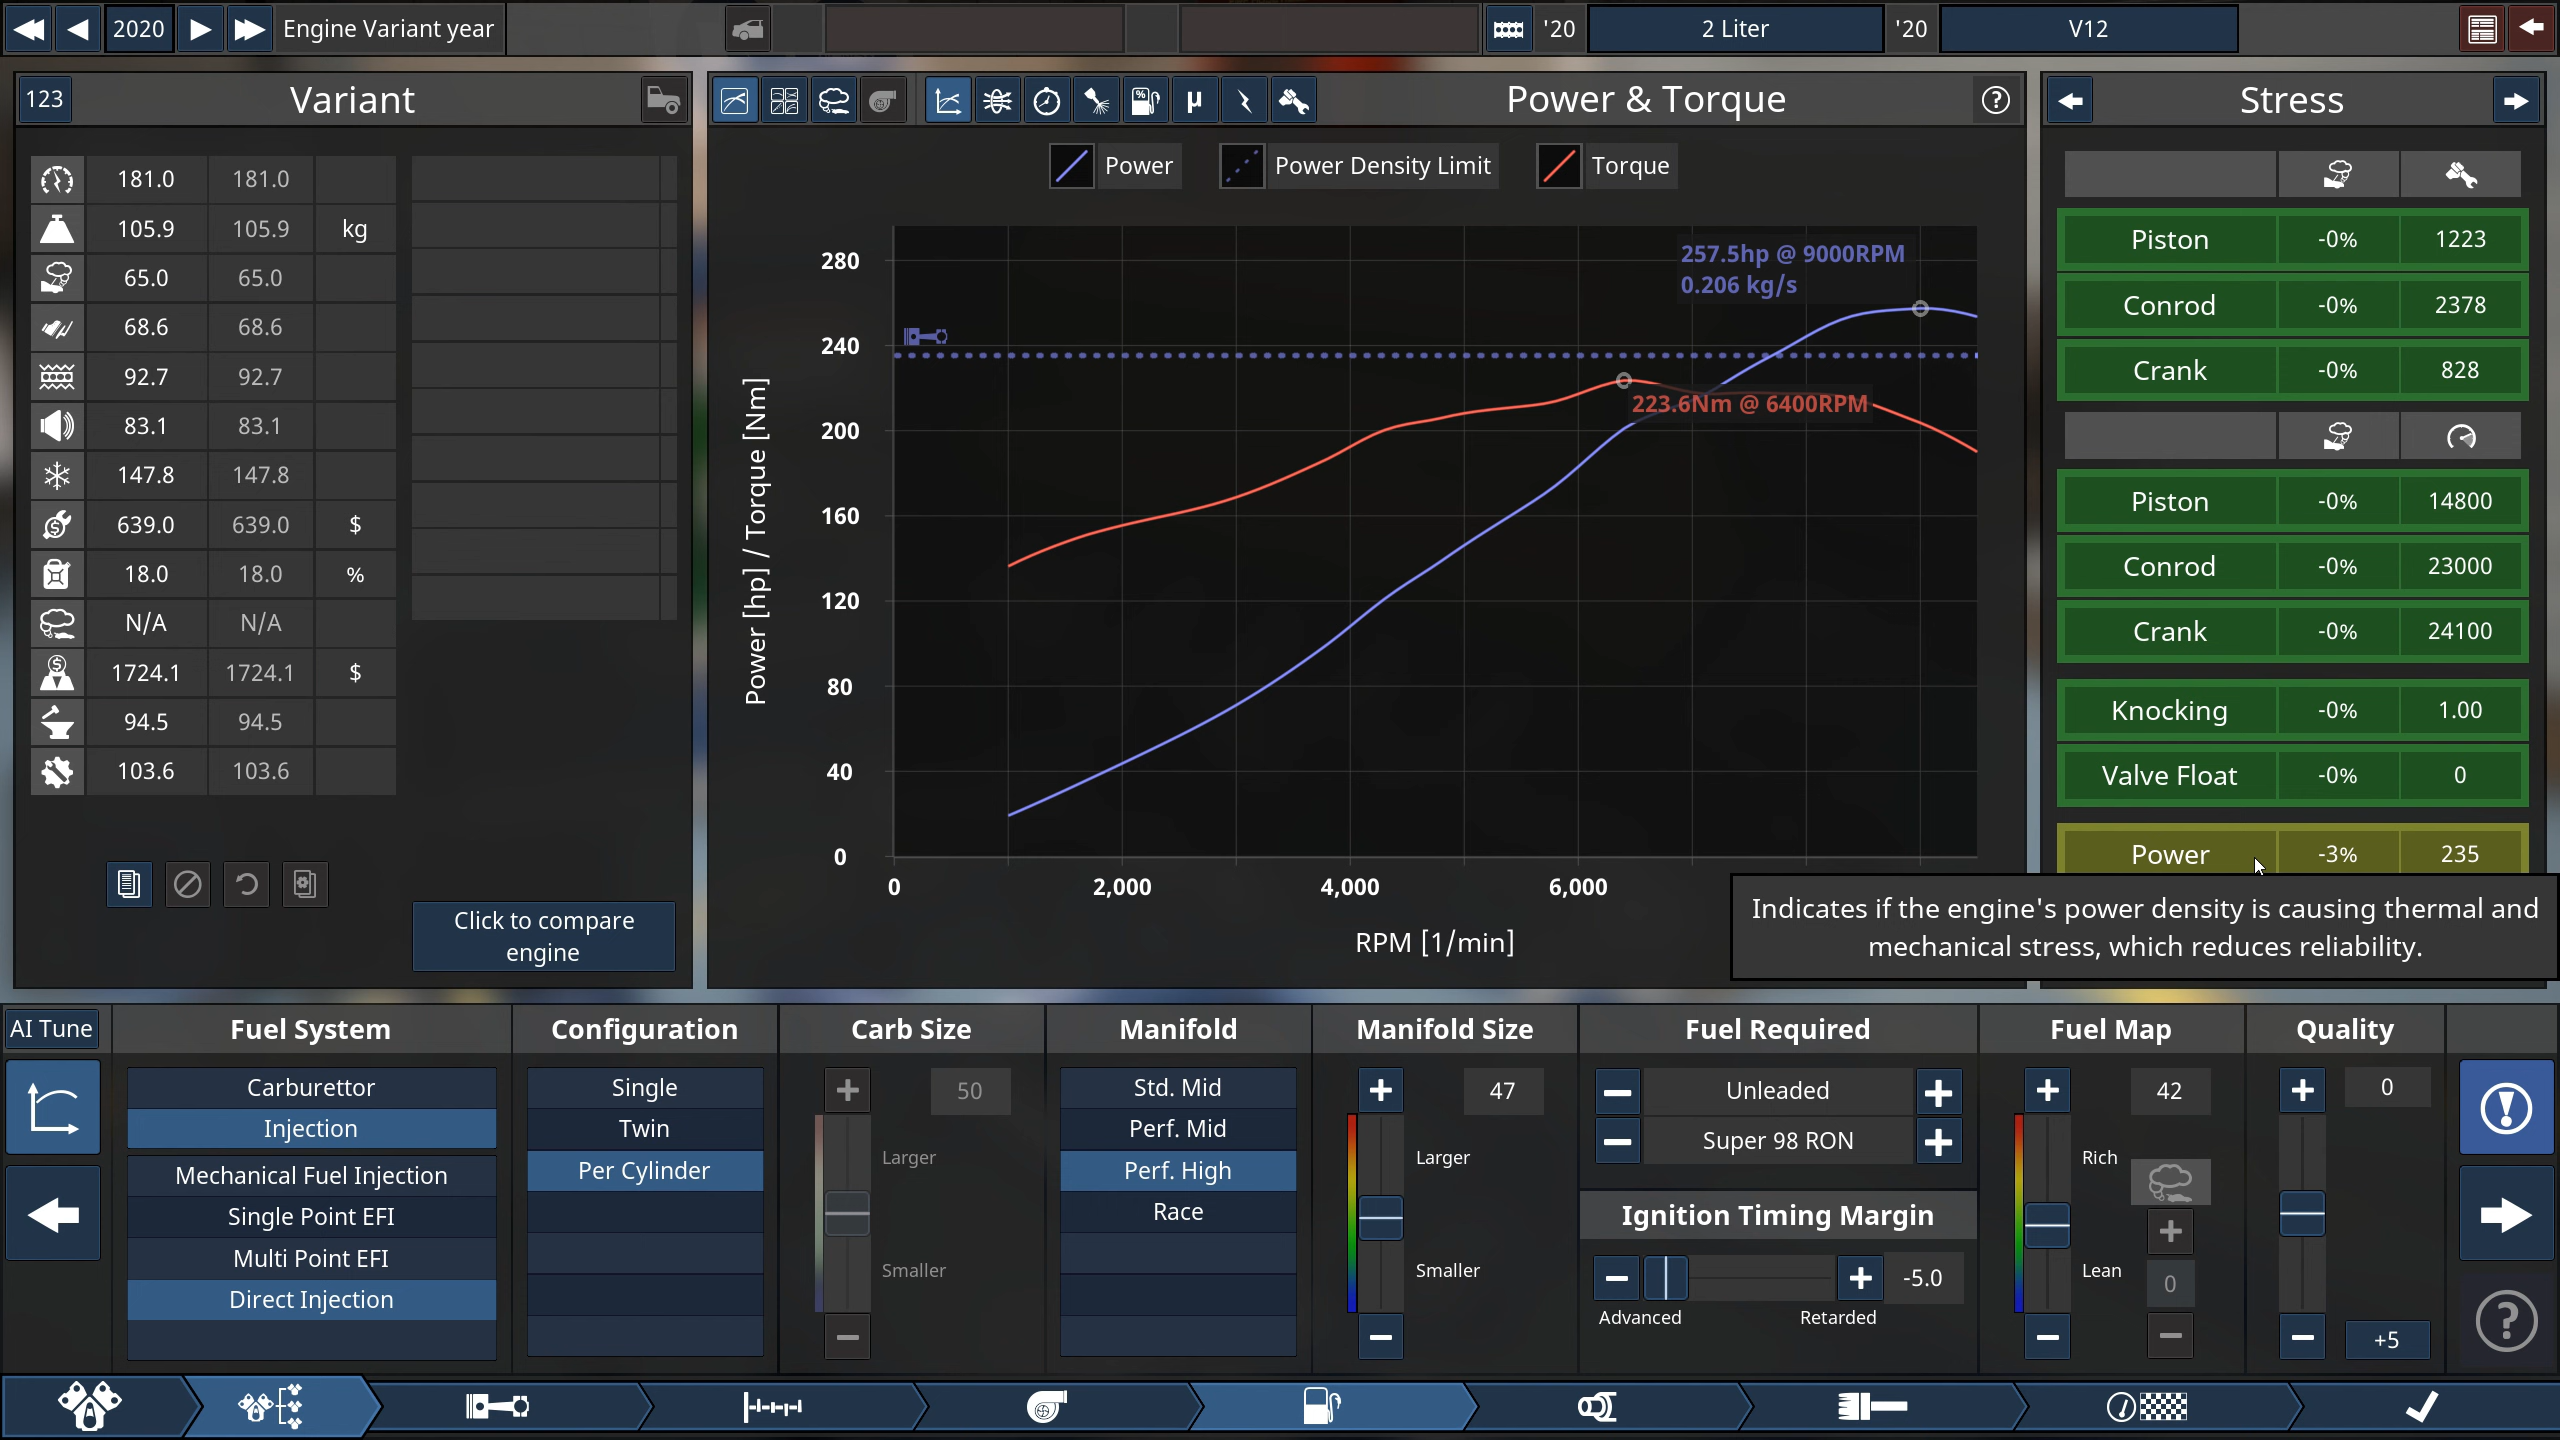 2020 Engine Variant year '20 2 Liter '20 V12
123 Variant
181.0 181.0
105.9 105.9 kg
65.0 65.0
68.6 68.6
92.7 92.7
83.1 83.1
147.8 147.8
639.0 639.0 $
18.0 18.0 %
N/A N/A
1724.1 1724.1 $
94.5 94.5
103.6 103.6
Click to compare
engine
µ Power & Torque ?
Power Power Density Limit Torque
Power [hp] / Torque [Nm]
280
240
200
160
120
80
40
0
257.5hp @ 9000RPM
0.206 kg/s
223.6Nm @ 6400RPM
0 2,000 4,000 6,000
RPM [1/min]
Stress
Piston -0% 1223
Conrod -0% 2378
Crank -0% 828
Piston -0% 14800
Conrod -0% 23000
Crank -0% 24100
Knocking -0% 1.00
Valve Float -0% 0
Power -3% 235
Indicates if the engine's power density is causing thermal and
mechanical stress, which reduces reliability.
AI Tune
Fuel System
Carburettor
Injection
Mechanical Fuel Injection
Single Point EFI
Multi Point EFI
Direct Injection
Configuration
Single
Twin
Per Cylinder
Carb Size
+ 50
Larger
Smaller
−
Manifold
Std. Mid
Perf. Mid
Perf. High
Race
Manifold Size
+ 47
Larger
Smaller
−
Fuel Required
− Unleaded +
− Super 98 RON +
Ignition Timing Margin
− + -5.0
Advanced Retarded
Fuel Map
+ 42
Rich
+
Lean 0
− −
Quality
+ 0
− +5
?